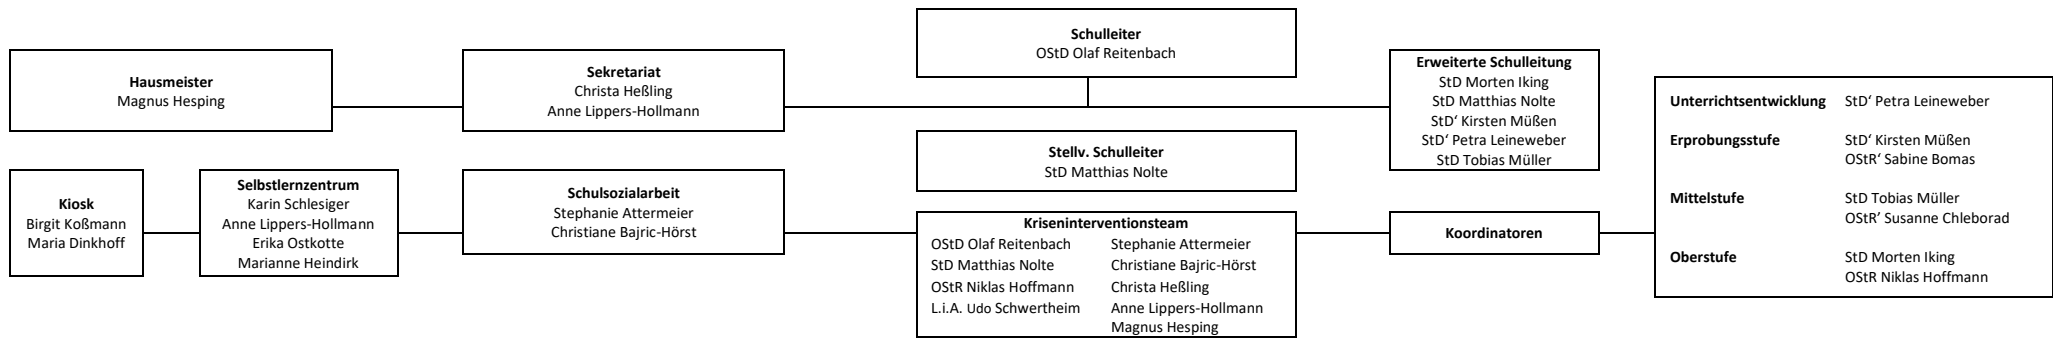 Schulleiter
OStD Olaf Reitenbach
Hausmeister
Magnus Hesping
Sekretariat
Christa Heßling
Anne Lippers-Hollmann
Erweiterte Schulleitung
StD Morten Iking
StD Matthias Nolte
StD‘ Kirsten Müßen
StD‘ Petra Leineweber
StD Tobias Müller
Stellv. Schulleiter
StD Matthias Nolte
Kiosk
Birgit Koßmann
Maria Dinkhoff
Selbstlernzentrum
Karin Schlesiger
Anne Lippers-Hollmann
Erika Ostkotte
Marianne Heindirk
Schulsozialarbeit
Stephanie Attermeier
Christiane Bajric-Hörst
Kriseninterventionsteam
OStD Olaf Reitenbach Stephanie Attermeier
StD Matthias Nolte Christiane Bajric-Hörst
OStR Niklas Hoffmann Christa Heßling
L.i.A. Udo Schwertheim Anne Lippers-Hollmann
Magnus Hesping
Koordinatoren
Unterrichtsentwicklung StD‘ Petra Leineweber
Erprobungsstufe StD‘ Kirsten Müßen
OStR‘ Sabine Bomas
Mittelstufe StD Tobias Müller
OStR’ Susanne Chleborad
Oberstufe StD Morten Iking
OStR Niklas Hoffmann